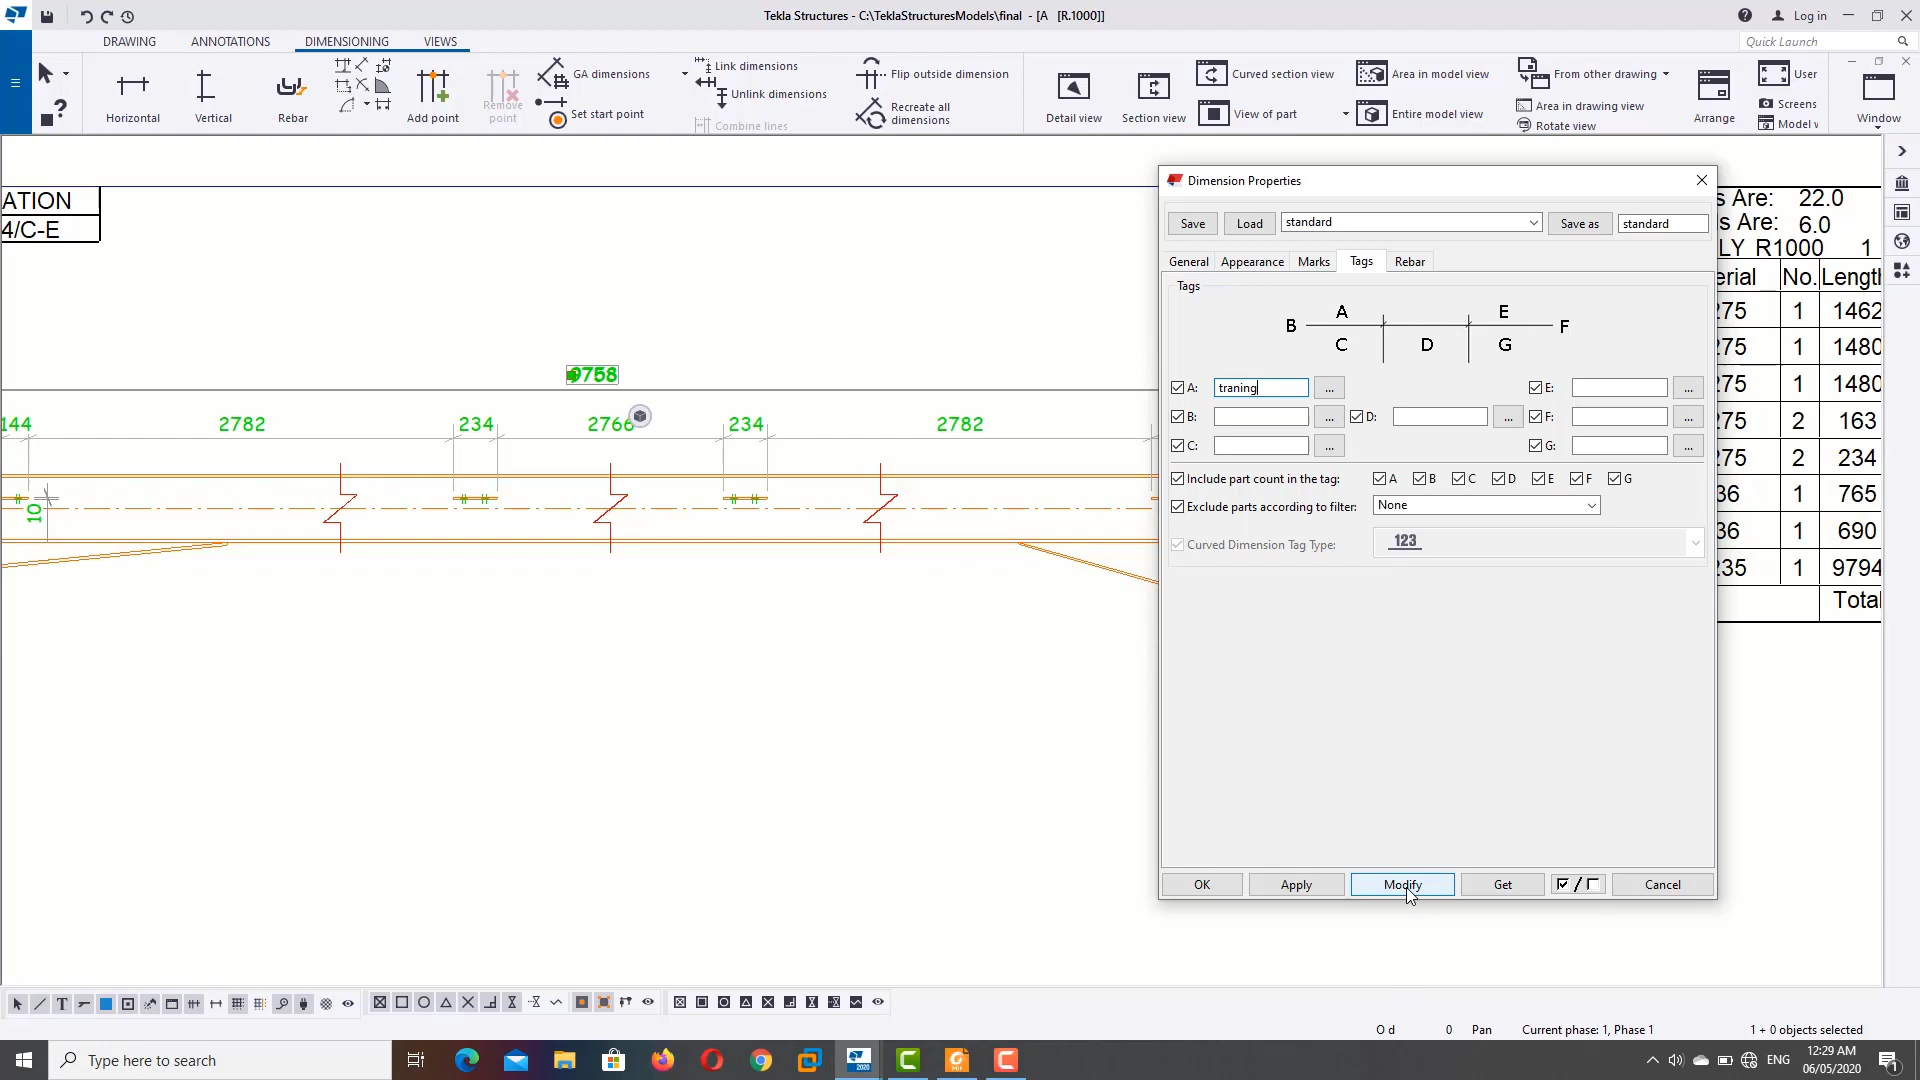 Tekla Structures - C:\TeklaStructuresModels\final - [A [R.1000]]
Log in
DRAWING ANNOTATIONS DIMENSIONING VIEWS
Quick Launch
Horizontal
Vertical
Rebar
Add point
Remove point
GA dimensions
Set start point
Link dimensions
Unlink dimensions
Combine lines
Flip outside dimension
Recreate all dimensions
Detail view
Section view
Curved section view
View of part
Area in model view
Entire model view
From other drawing
Area in drawing view
Rotate view
Arrange
User
Screens
Model v
Window
ATION
4/C-E
144 2782 234 2766 234 2782
10
Dimension Properties
Save Load standard Save as standard
General Appearance Marks Tags Rebar
Tags
A E
B F
C D G
A: traning ... E: ...
B: ... D: ... F: ...
C: ... G: ...
Include part count in the tag: A B C D E F G
Exclude parts according to filter: None
Curved Dimension Tag Type: 123
OK Apply Modify Get / Cancel
s Are: 22.0
s Are: 6.0
LY R1000 1
erial No. Length
275 1 1462
275 1 1480
275 1 1480
275 2 163
275 2 234
36 1 765
36 1 690
235 1 9794
Total
O d 0 Pan Current phase: 1, Phase 1 1 + 0 objects selected
Type here to search
2020
ENG
12:29 AM
06/05/2020
1